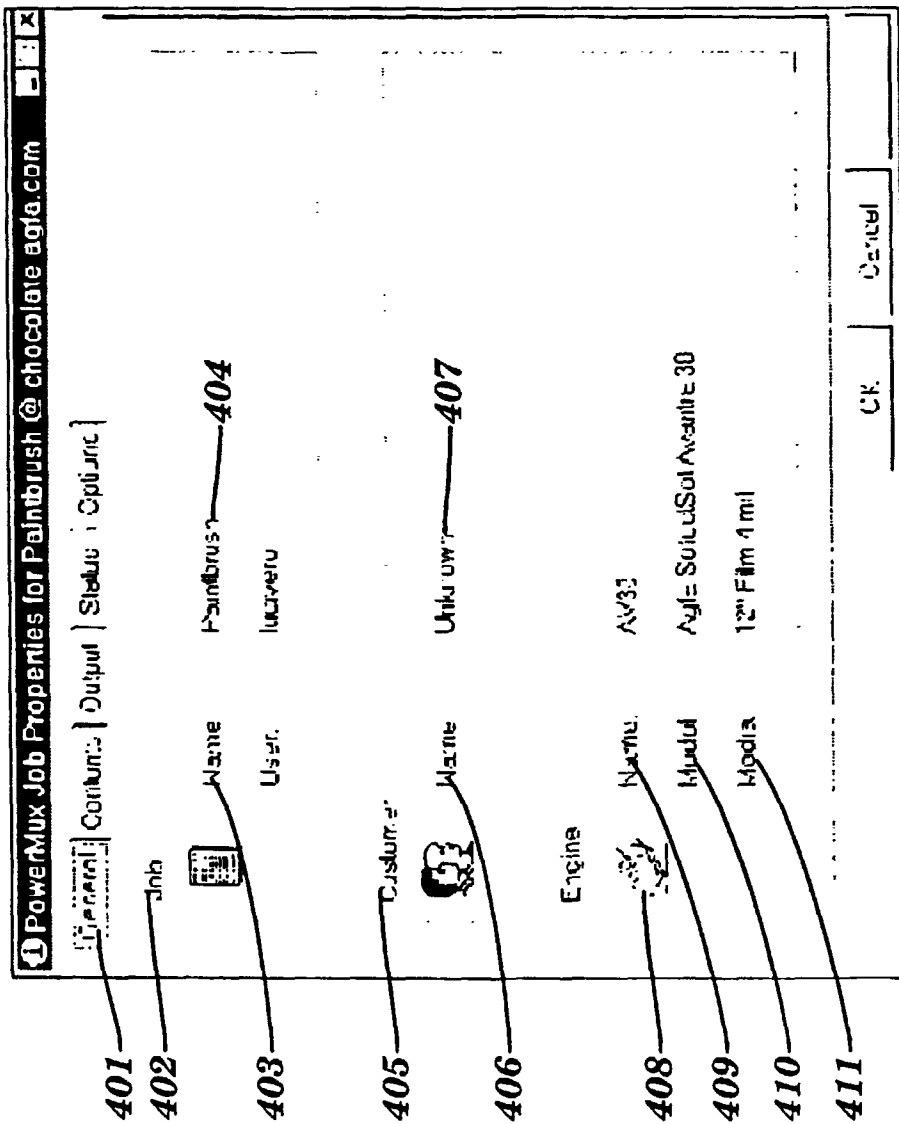 PowerMux Job Properties for Paintbrush @ chocolate agfa.com
General Contents Output Status Options
401
402 Job
403 Name Paintbrush 404
User.
405 Customer
406 Name Unknown 407
Engine
408
409 Name. AV30
410 Model Agfa SelectSet Avantra 30
411 Media 12" Film 4 mil
OK Cancel